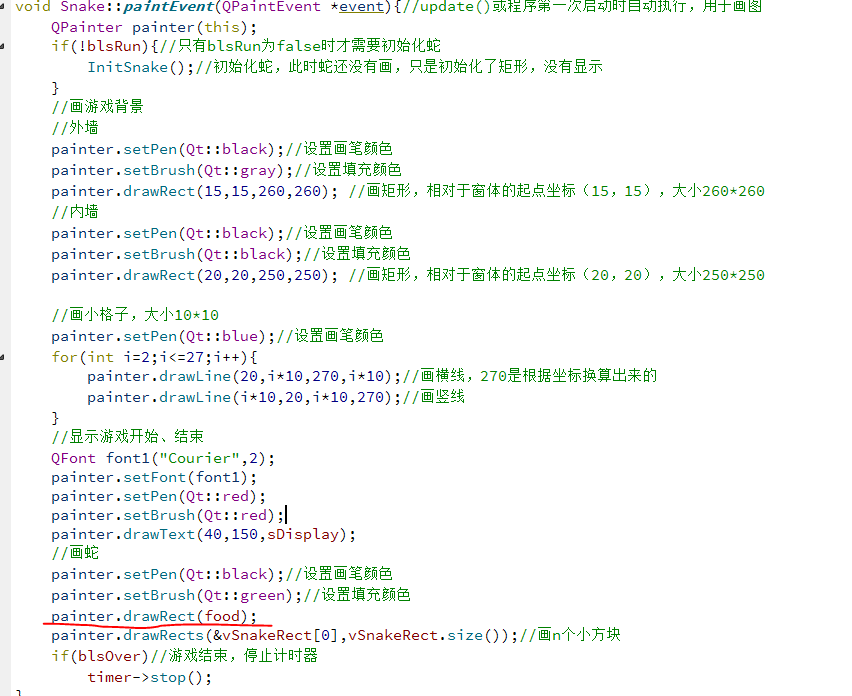 void Snake::paintEvent(QPaintEvent *event){//update()或程序第一次启动时自动执行，用于画图
QPainter painter(this);
if(!blsRun){//只有blsRun为false时才需要初始化蛇
InitSnake();//初始化蛇，此时蛇还没有画，只是初始化了矩形，没有显示
}
//画游戏背景
//外墙
painter.setPen(Qt::black);//设置画笔颜色
painter.setBrush(Qt::gray);//设置填充颜色
painter.drawRect(15,15,260,260); //画矩形，相对于窗体的起点坐标（15，15），大小260*260
//内墙
painter.setPen(Qt::black);//设置画笔颜色
painter.setBrush(Qt::black);//设置填充颜色
painter.drawRect(20,20,250,250); //画矩形，相对于窗体的起点坐标（20，20），大小250*250
//画小格子，大小10*10
painter.setPen(Qt::blue);//设置画笔颜色
for(int i=2;i<=27;i++){
painter.drawLine(20,i*10,270,i*10);//画横线，270是根据坐标换算出来的
painter.drawLine(i*10,20,i*10,270);//画竖线
}
//显示游戏开始、结束
QFont font1("Courier",2);
painter.setFont(font1);
painter.setPen(Qt::red);
painter.setBrush(Qt::red);
painter.drawText(40,150,sDisplay);
//画蛇
painter.setPen(Qt::black);//设置画笔颜色
painter.setBrush(Qt::green);//设置填充颜色
painter.drawRect(food);
painter.drawRects(&vSnakeRect[0],vSnakeRect.size());//画n个小方块
if(blsOver)//游戏结束，停止计时器
timer->stop();
}